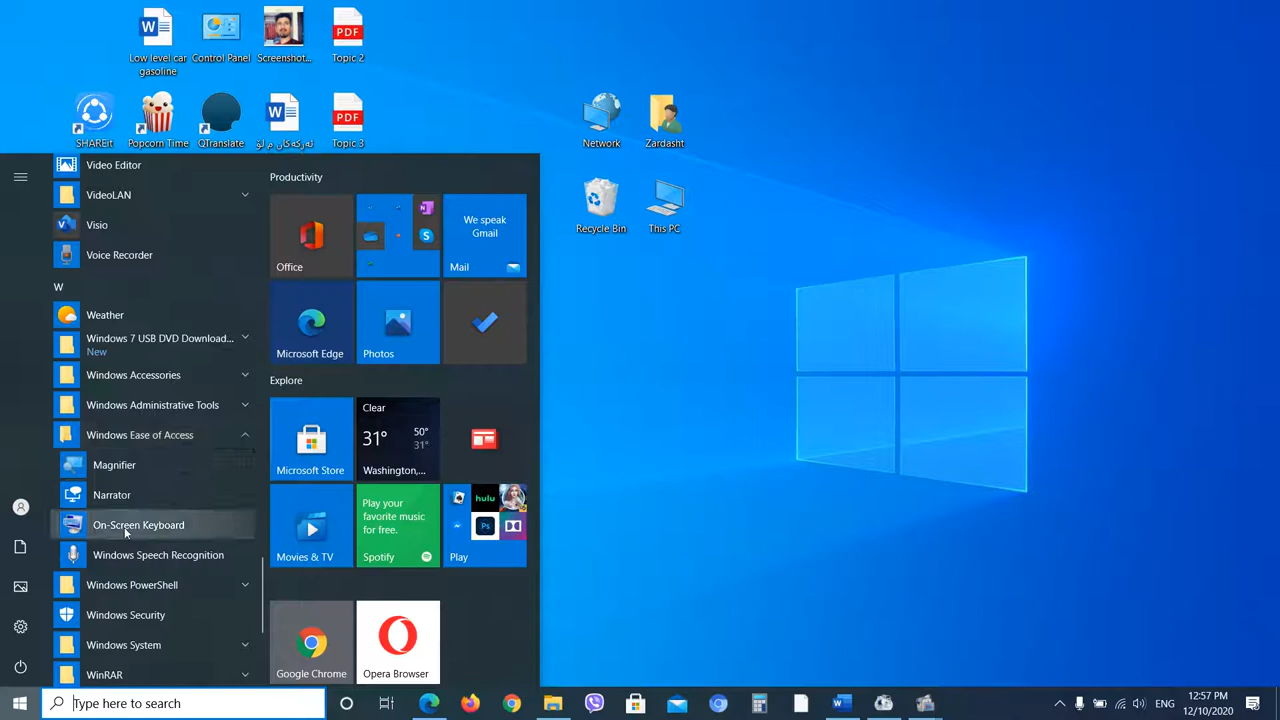 Low level car
gasoline
Control Panel
Screenshot...
PDF
Topic 2
SHAREit
Popcorn Time
QTranslate
ئەرکەکان م لۆ
PDF
Topic 3
Network
Zardasht
Recycle Bin
This PC
Video Editor
VideoLAN
Visio
Voice Recorder
W
Weather
Windows 7 USB DVD Download...
New
Windows Accessories
Windows Administrative Tools
Windows Ease of Access
Magnifier
Narrator
On-Screen Keyboard
Windows Speech Recognition
Windows PowerShell
Windows Security
Windows System
WinRAR
Productivity
Office
We speak
Gmail
Mail
Microsoft Edge
Photos
Explore
Microsoft Store
Clear
31° 50°
31°
Washington,...
Movies & TV
Play your
favorite music
for free.
Spotify
hulu
Ps
Play
Google Chrome
Opera Browser
Type here to search
ENG
12:57 PM
12/10/2020